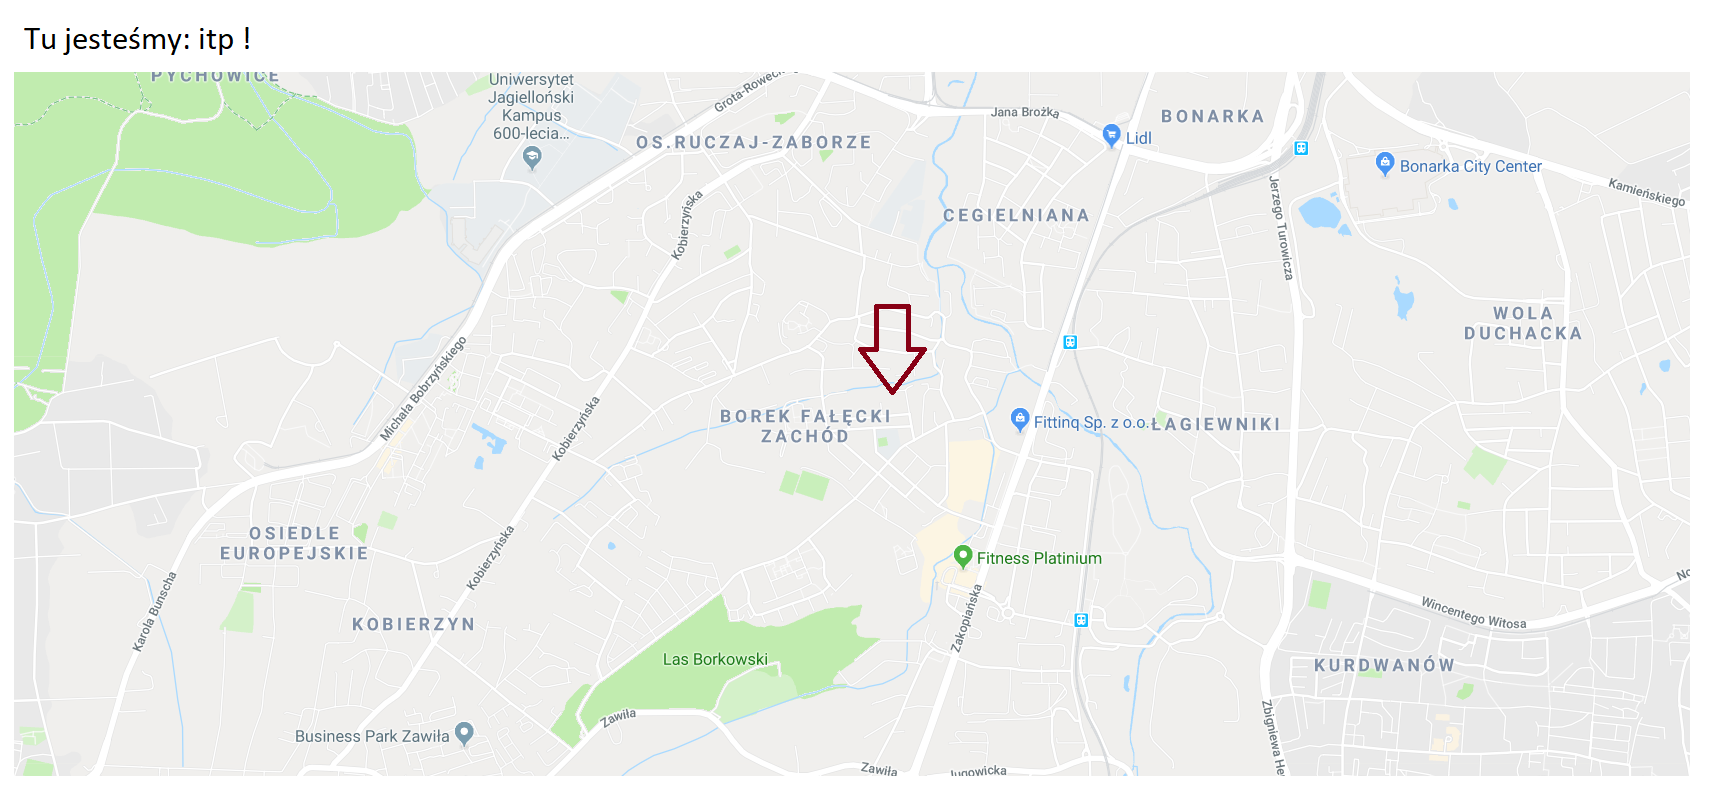 Tu jesteśmy: itp !
PYCHOWICE
Uniwersytet
Jagielloński
Kampus
600-lecia...
Grota-Rowec
Jana Brożka
BONARKA
Lidl
OS.RUCZAJ-ZABORZE
Bonarka City Center
Kamieńskiego
Kobierzyńska
CEGIELNIANA
Jerzego Turowicza
WOLA
DUCHACKA
Michała Bobrzyńskiego
Kobierzyńska
BOREK FAŁĘCKI
ZACHÓD
Fitting Sp. z o.o.
ŁAGIEWNIKI
OSIEDLE
EUROPEJSKIE
Kobierzyńska
Fitness Platinium
Karola Bunscha
KOBIERZYN
Zakopiańska
Wincentego Witosa
No
Las Borkowski
KURDWANÓW
Zawiła
Business Park Zawiła
Zbigniewa He
Zawiła
Jugowicka